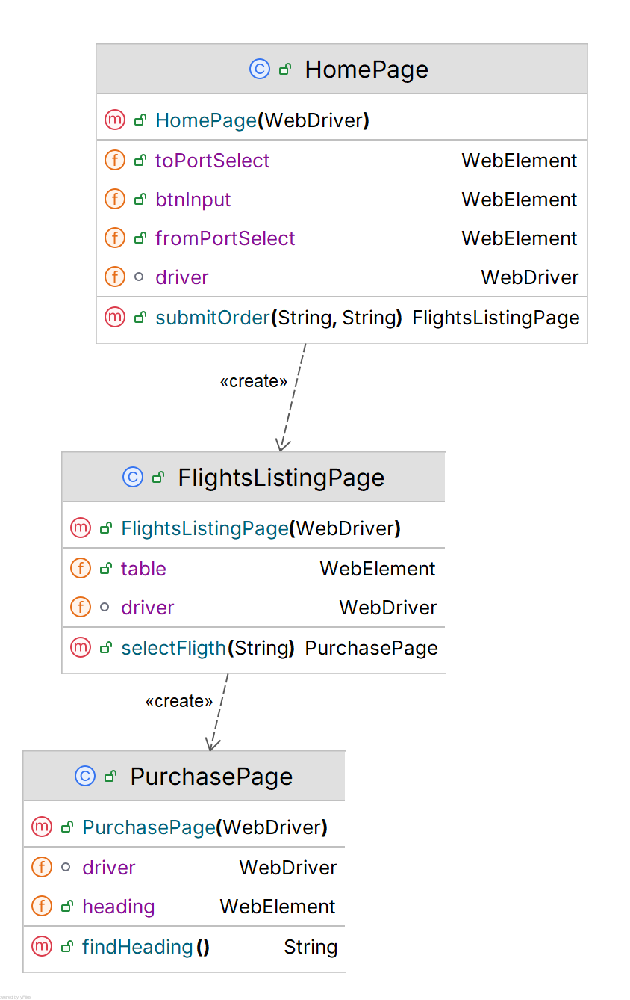 HomePage
HomePage(WebDriver)
toPortSelect WebElement
btnInput WebElement
fromPortSelect WebElement
driver WebDriver
submitOrder(String, String) FlightsListingPage
«create»
FlightsListingPage
FlightsListingPage(WebDriver)
table WebElement
driver WebDriver
selectFligth(String) PurchasePage
«create»
PurchasePage
PurchasePage(WebDriver)
driver WebDriver
heading WebElement
findHeading() String